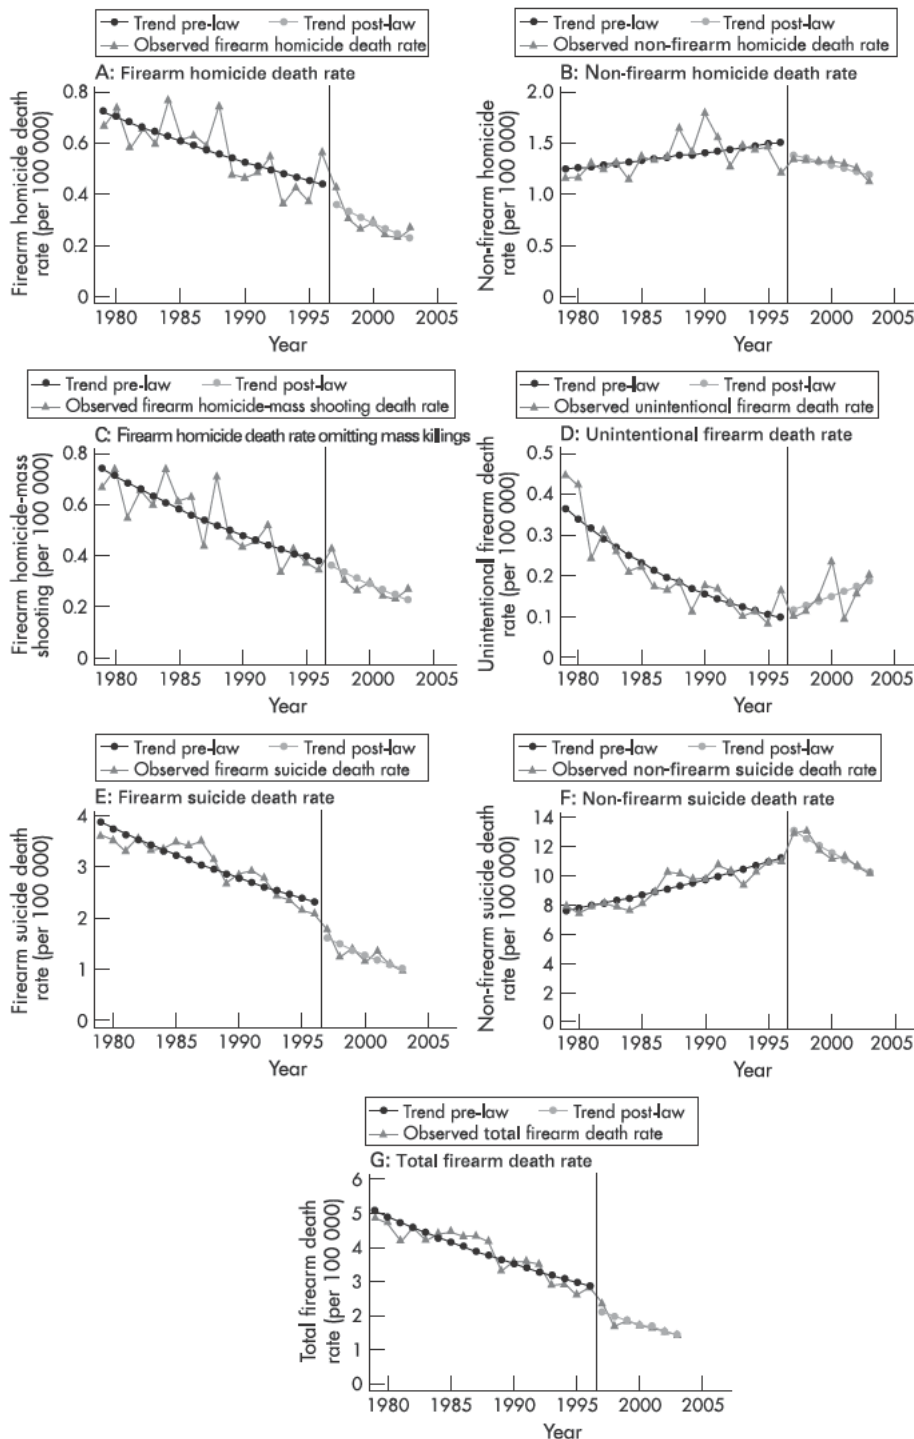 Trend pre-law Trend post-law
Observed firearm homicide death rate
A: Firearm homicide death rate
Firearm homicide death
rate (per 100 000)
0.8
0.6
0.4
0.2
0
1980 1985 1990 1995 2000 2005
Year
Trend pre-law Trend post-law
Observed non-firearm homicide death rate
B: Non-firearm homicide death rate
Non-firearm homicide
rate (per 100 000)
2.0
1.5
1.0
0.5
0
1980 1985 1990 1995 2000 2005
Year
Trend pre-law Trend post-law
Observed firearm homicide-mass shooting death rate
C: Firearm homicide death rate omitting mass killings
Firearm homicide-mass
shooting (per 100 000)
0.8
0.6
0.4
0.2
0
1980 1985 1990 1995 2000 2005
Year
Trend pre-law Trend post-law
Observed unintentional firearm death rate
D: Unintentional firearm death rate
Unintentional firearm death
rate (per 100 000)
0.5
0.4
0.3
0.2
0.1
0
1980 1985 1990 1995 2000 2005
Year
Trend pre-law Trend post-law
Observed firearm suicide death rate
E: Firearm suicide death rate
Firearm suicide death
rate (per 100 000)
4
3
2
1
0
1980 1985 1990 1995 2000 2005
Year
Trend pre-law Trend post-law
Observed non-firearm suicide death rate
F: Non-firearm suicide death rate
Non-firearm suicide death
rate (per 100 000)
14
12
10
8
6
4
2
0
1980 1985 1990 1995 2000 2005
Year
Trend pre-law Trend post-law
Observed total firearm death rate
G: Total firearm death rate
Total firearm death
rate (per 100 000)
6
5
4
3
2
1
0
1980 1985 1990 1995 2000 2005
Year